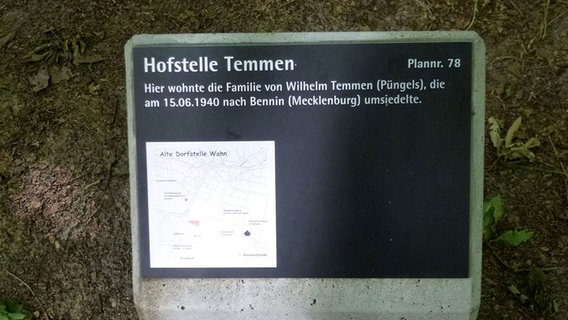 Hofstelle Temmen
Plannr. 78
Hier wohnte die Familie von Wilhelm Temmen (Püngels), die
am 15.06.1940 nach Bennin (Mecklenburg) umsiedelte.
Alte Dorfstelle Wahn